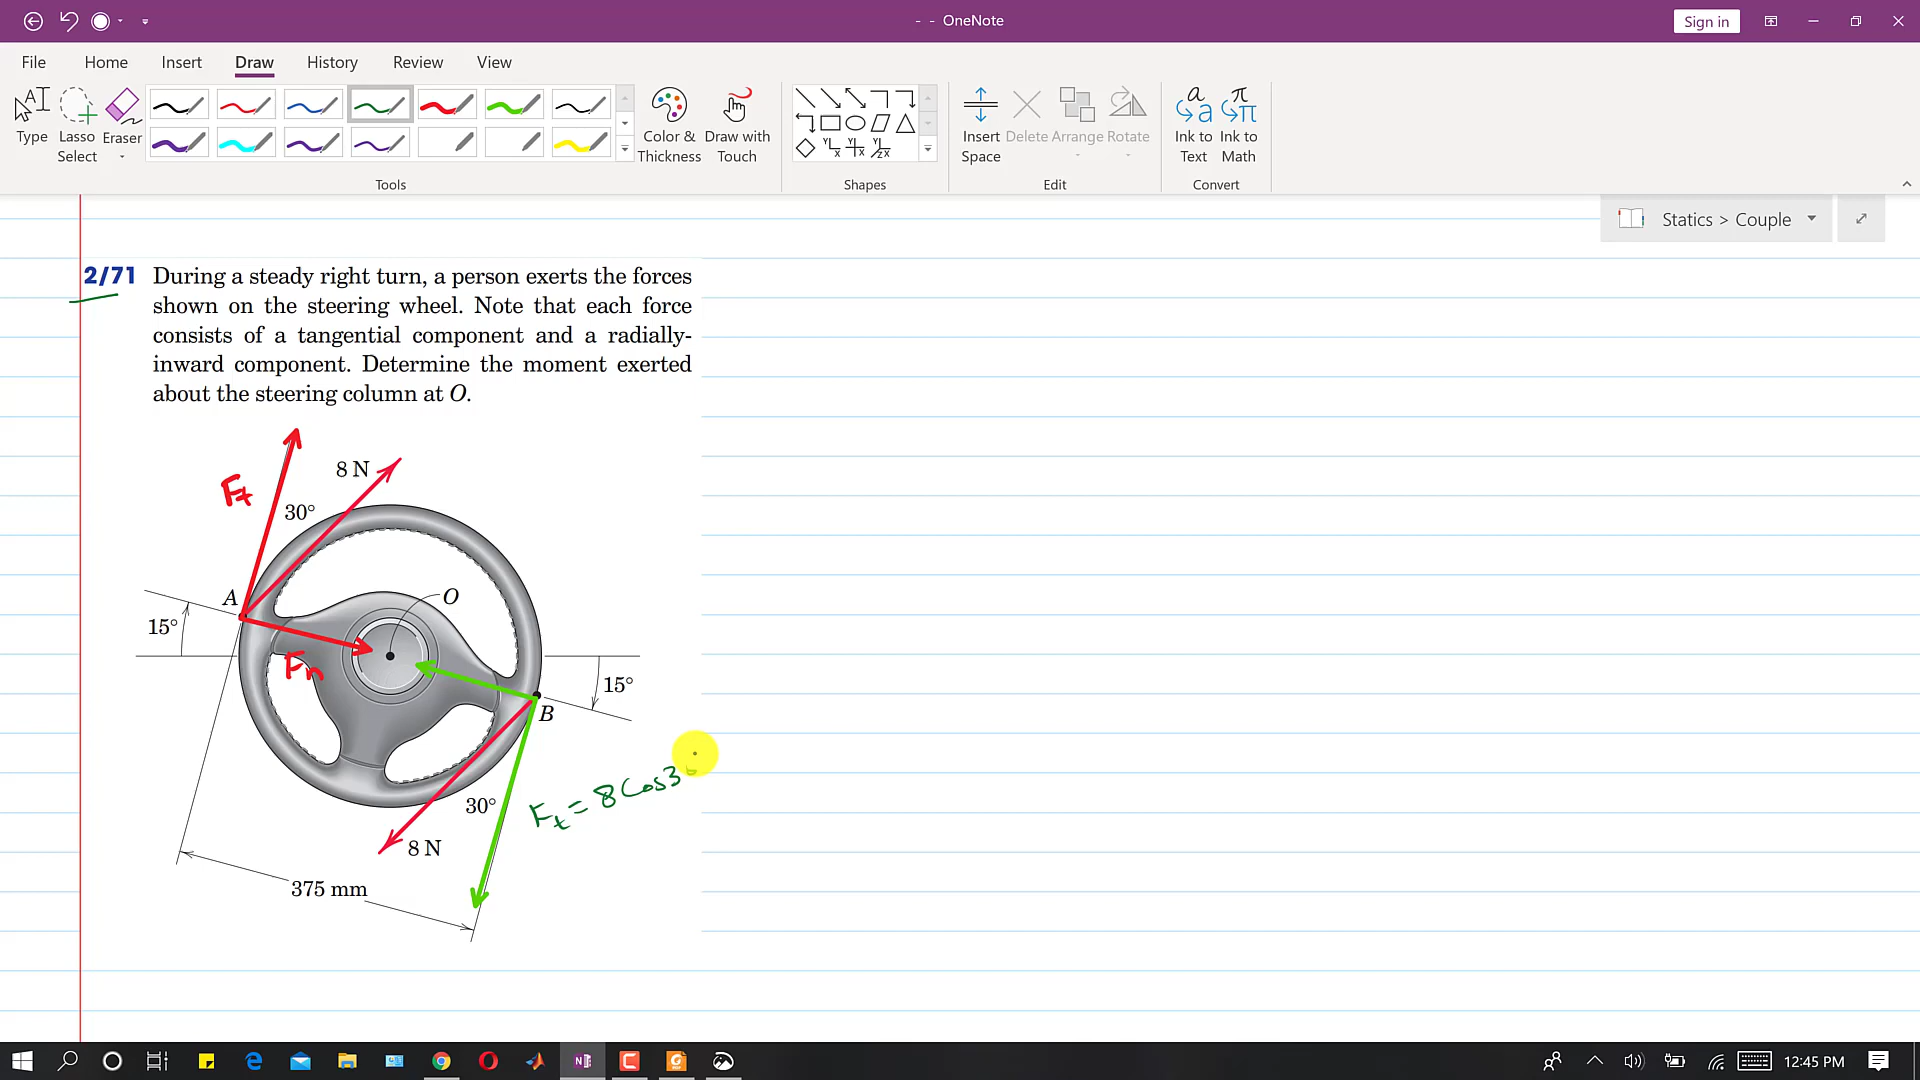 - - OneNote
Sign in
File Home Insert Draw History Review View
Type
Lasso Select
Eraser
Color & Thickness
Draw with Touch
Insert Space
Delete
Arrange
Rotate
Ink to Text
Ink to Math
Tools
Shapes
Edit
Convert
Statics > Couple
2/71 During a steady right turn, a person exerts the forces
shown on the steering wheel. Note that each force
consists of a tangential component and a radially-
inward component. Determine the moment exerted
about the steering column at O.
8 N
Ft
30°
A
O
15°
Fn
15°
B
Ft = 8 Cos3
30°
8 N
375 mm
12:45 PM